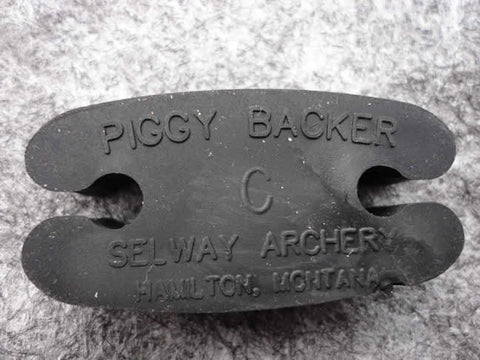 PIGGY BACKER
C
SELWAY ARCHERY
HAMILTON, MONTANA